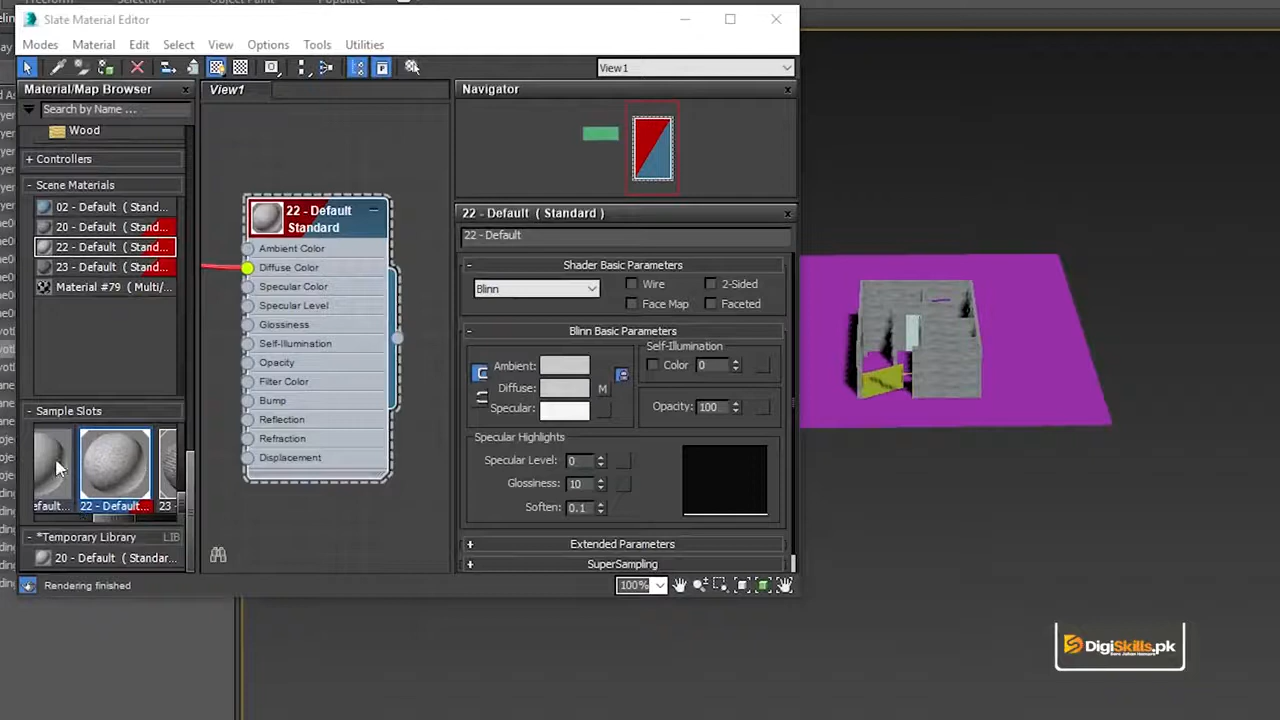 Slate Material Editor
Modes Material Edit Select View Options Tools Utilities
View1
Material/Map Browser
View1
Navigator
Search by Name ...
Wood
+ Controllers
- Scene Materials
02 - Default ( Stand...
20 - Default ( Stand...
22 - Default ( Stand...
23 - Default ( Stand...
Material #79 ( Multi/...
22 - Default
Standard
Ambient Color
Diffuse Color
Specular Color
Specular Level
Glossiness
Self-Illumination
Opacity
Filter Color
Bump
Reflection
Refraction
Displacement
22 - Default ( Standard )
22 - Default
- Shader Basic Parameters
Blinn
Wire
2-Sided
Face Map
Faceted
- Blinn Basic Parameters
Ambient:
Diffuse:
M
Specular:
Self-Illumination
Color 0
Opacity: 100
Specular Highlights
Specular Level: 0
Glossiness: 10
Soften: 0.1
+ Extended Parameters
+ SuperSampling
- Sample Slots
efault...
22 - Default...
23 -
- *Temporary Library LIB
20 - Default ( Standar...
Rendering finished
100%
DigiSkills.pk